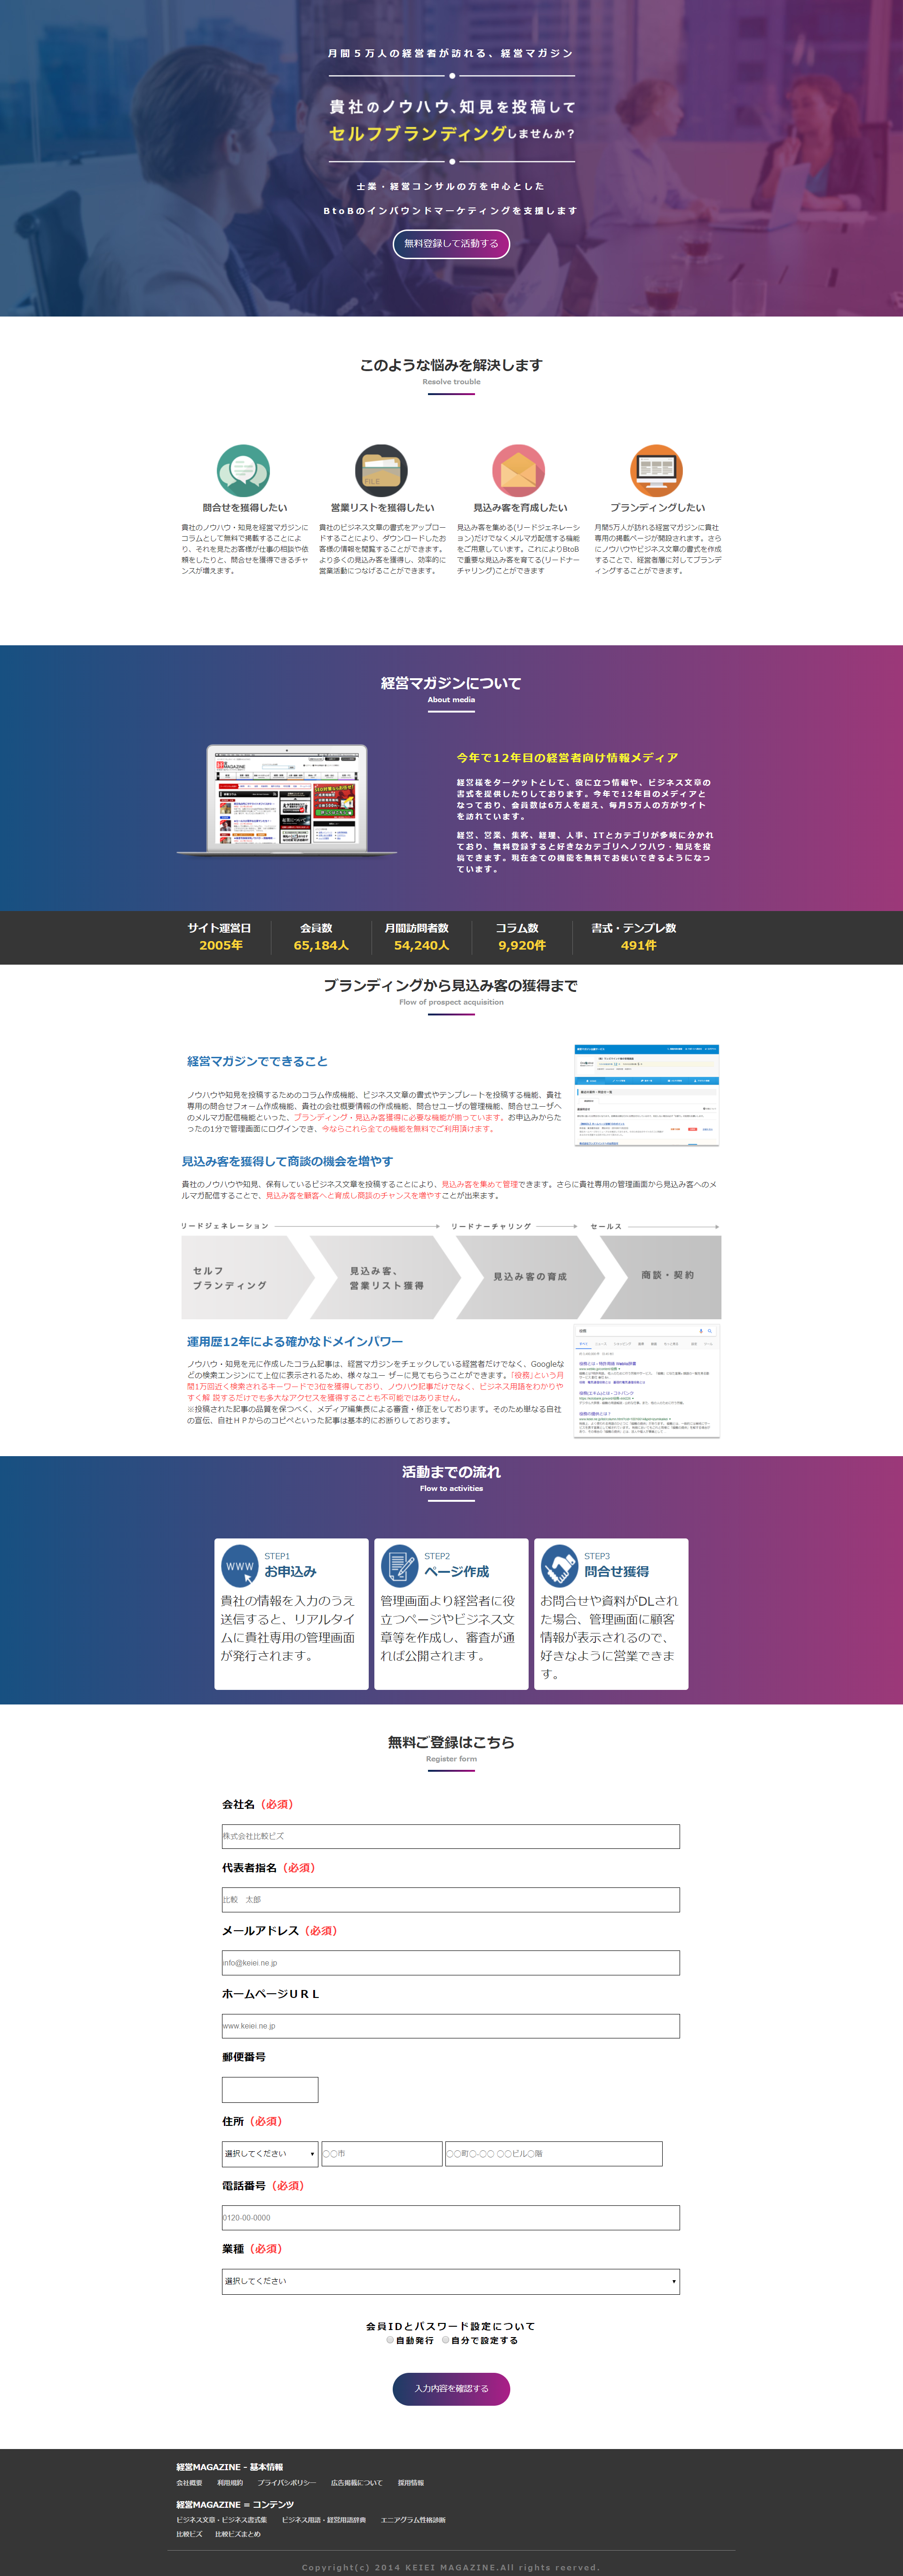 月間５万人の経営者が訪れる、経営マガジン
貴社のノウハウ、知見を投稿して
セルフブランディングしませんか？
士業・経営コンサルの方を中心とした
BtoBのインバウンドマーケティングを支援します
無料登録して活動する
このような悩みを解決します
Resolve trouble
FILE
問合せを獲得したい
貴社のノウハウ・知見を経営マガジンに
コラムとして無料で掲載することによ
り、それを見たお客様が仕事の相談や依
頼をしたりと、問合せを獲得できるチャ
ンスが増えます。
営業リストを獲得したい
貴社のビジネス文章の書式をアップロー
ドすることにより、ダウンロードしたお
客様の情報を閲覧することができます。
より多くの見込み客を獲得し、効率的に
営業活動につなげることができます。
見込み客を育成したい
見込み客を集める(リードジェネレーシ
ョン)だけでなくメルマガ配信する機能
をご用意しています。これによりBtoB
で重要な見込み客を育てる(リードナー
チャリング)ことができます
ブランディングしたい
月間5万人が訪れる経営マガジンに貴社
専用の掲載ページが開設されます。さら
にノウハウやビジネス文章の書式を作成
することで、経営者層に対してブランデ
ィングすることができます。
経営マガジンについて
About media
MAGAZINE
今年で12年目の経営者向け情報メディア
経営様をターゲットとして、役に立つ情報や、ビジネス文章の
書式を提供したりしております。今年で12年目のメディアと
なっており、会員数は6万人を超え、毎月5万人の方がサイト
を訪れています。
経営、営業、集客、経理、人事、ITとカテゴリが多岐に分かれ
ており、無料登録すると好きなカテゴリへノウハウ・知見を投
稿できます。現在全ての機能を無料でお使いできるようになっ
ています。
サイト運営日
2005年
会員数
65,184人
月間訪問者数
54,240人
コラム数
9,920件
書式・テンプレ数
491件
ブランディングから見込み客の獲得まで
Flow of prospect acquisition
経営マガジンでできること
ノウハウや知見を投稿するためのコラム作成機能、ビジネス文章の書式やテンプレートを投稿する機能、貴社
専用の問合せフォーム作成機能、貴社の会社概要情報の作成機能、問合せユーザの管理機能、問合せユーザへ
のメルマガ配信機能といった、ブランディング・見込み客獲得に必要な機能が揃っています。お申込みからた
ったの1分で管理画面にログインでき、今ならこれら全ての機能を無料でご利用頂けます。
見込み客を獲得して商談の機会を増やす
貴社のノウハウや知見、保有しているビジネス文章を投稿することにより、見込み客を集めて管理できます。さらに貴社専用の管理画面から見込み客へのメ
ルマガ配信することで、見込み客を顧客へと育成し商談のチャンスを増やすことが出来ます。
リードジェネレーション
リードナーチャリング
セールス
セルフ
ブランディング
見込み客、
営業リスト獲得
見込み客の育成
商談・契約
運用歴12年による確かなドメインパワー
ノウハウ・知見を元に作成したコラム記事は、経営マガジンをチェックしている経営者だけでなく、Googleな
どの検索エンジンにて上位に表示されるため、様々なユー ザーに見てもらうことができます。「役務」という月
間1万回近く検索されるキーワードで3位を獲得しており、ノウハウ記事だけでなく、ビジネス用語をわかりや
すく解 説するだけでも多大なアクセスを獲得することも不可能ではありません。
※投稿された記事の品質を保つべく、メディア編集長による審査・修正をしております。そのため単なる自社
の宣伝、自社ＨＰからのコピペといった記事は基本的にお断りしております。
活動までの流れ
Flow to activities
WWW
STEP1
お申込み
貴社の情報を入力のうえ
送信すると、リアルタイ
ムに貴社専用の管理画面
が発行されます。
STEP2
ページ作成
管理画面より経営者に役
立つページやビジネス文
章等を作成し、審査が通
れば公開されます。
STEP3
問合せ獲得
お問合せや資料がDLされ
た場合、管理画面に顧客
情報が表示されるので、
好きなように営業できま
す。
無料ご登録はこちら
Register form
会社名（必須）
株式会社比較ビズ
代表者指名（必須）
比較　太郎
メールアドレス（必須）
info@keiei.ne.jp
ホームページＵＲＬ
www.keiei.ne.jp
郵便番号
住所（必須）
選択してください ▼ 〇〇市 〇〇町〇-〇〇 〇〇ビル〇階
電話番号（必須）
0120-00-0000
業種（必須）
選択してください ▼
会員IDとパスワード設定について
自動発行 自分で設定する
入力内容を確認する
経営MAGAZINE - 基本情報
会社概要 利用規約 プライバシポリシー 広告掲載について 採用情報
経営MAGAZINE = コンテンツ
ビジネス文章・ビジネス書式集 ビジネス用語・経営用語辞典 エニアグラム性格診断
比較ビズ 比較ビズまとめ
Copyright(c) 2014 KEIEI MAGAZINE.All rights reerved.